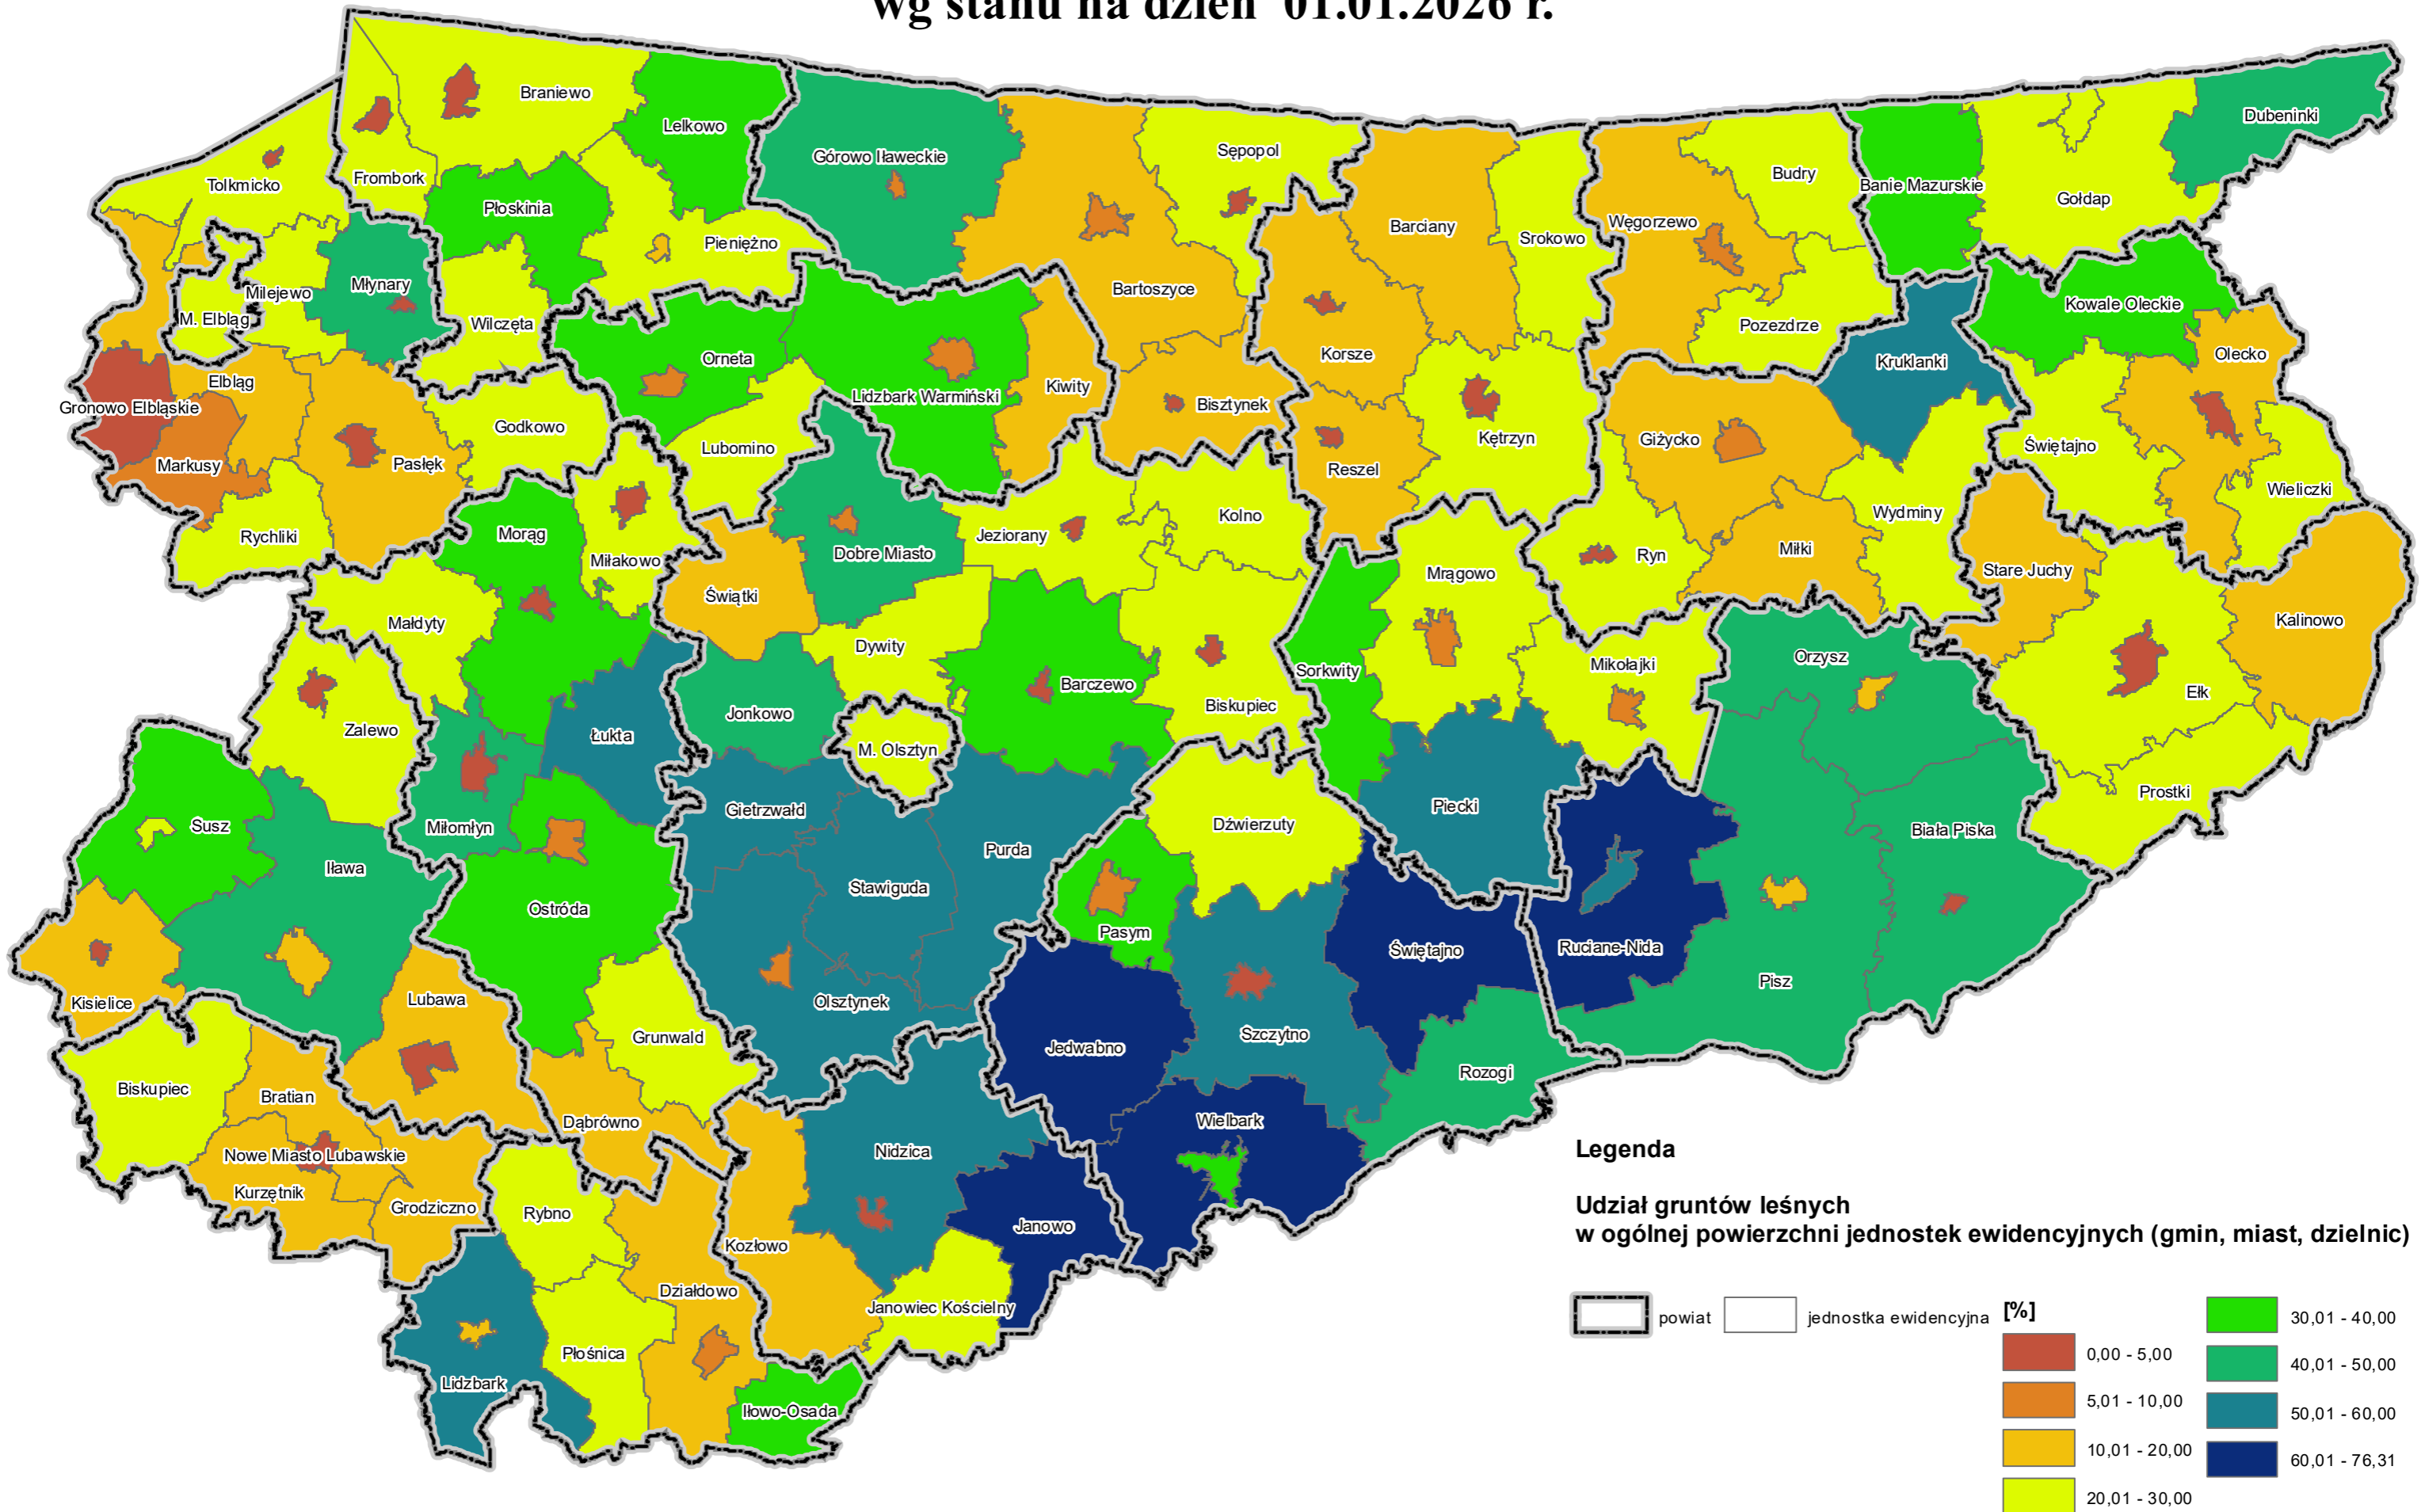 wg stanu na dzień 01.01.2026 r.
Braniewo
Lelkowo
Dubeninki
Górowo Iławeckie
Sępopol
Tolkmicko
Frombork
Budry
Banie Mazurskie
Gołdap
Płoskinia
Pieniężno
Węgorzewo
Barciany
Srokowo
Młynary
Milejewo
M. Elbląg
Wilczęta
Bartoszyce
Kowale Oleckie
Pozezdrze
Orneta
Korsze
Olecko
Kruklanki
Elbląg
Kiwity
Lidzbark Warmiński
Gronowo Elbląskie
Bisztynek
Godkowo
Kętrzyn
Giżycko
Lubomino
Świętajno
Markusy
Pasłęk
Reszel
Wieliczki
Wydminy
Kolno
Rychliki
Morąg
Jeziorany
Miłakowo
Dobre Miasto
Ryn
Miłki
Stare Juchy
Mrągowo
Świątki
Małdyty
Kalinowo
Dywity
Orzysz
Mikołajki
Sorkwity
Barczewo
Ełk
Biskupiec
Jonkowo
Zalewo
Łukta
M. Olsztyn
Prostki
Piecki
Gietrzwałd
Dźwierzuty
Susz
Miłomłyn
Biała Piska
Purda
Iława
Stawiguda
Ostróda
Pasym
Świętajno
Ruciane-Nida
Pisz
Kisielice
Lubawa
Olsztynek
Grunwald
Szczytno
Jedwabno
Rozogi
Biskupiec
Bratian
Dąbrówno
Wielbark
Nidzica
Nowe Miasto Lubawskie
Kurzętnik
Grodziczno
Rybno
Janowo
Kozłowo
Działdowo
Janowiec Kościelny
Płośnica
Lidzbark
Iłowo-Osada
Legenda
Udział gruntów leśnych
w ogólnej powierzchni jednostek ewidencyjnych (gmin, miast, dzielnic)
powiat
jednostka ewidencyjna
[%]
0,00 - 5,00
5,01 - 10,00
10,01 - 20,00
20,01 - 30,00
30,01 - 40,00
40,01 - 50,00
50,01 - 60,00
60,01 - 76,31